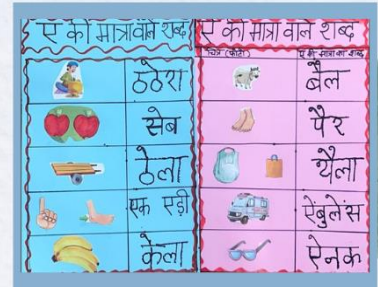 ए की मात्रा वाले शब्द
ठठेरा
सेब
ठेला
एक एड़ी
केला
ऐ की मात्रा वाले शब्द
चित्र (फोटो)
ऐ की मात्रा का शब्द
बैल
पैर
थैला
ऐंबुलेंस
ऐनक